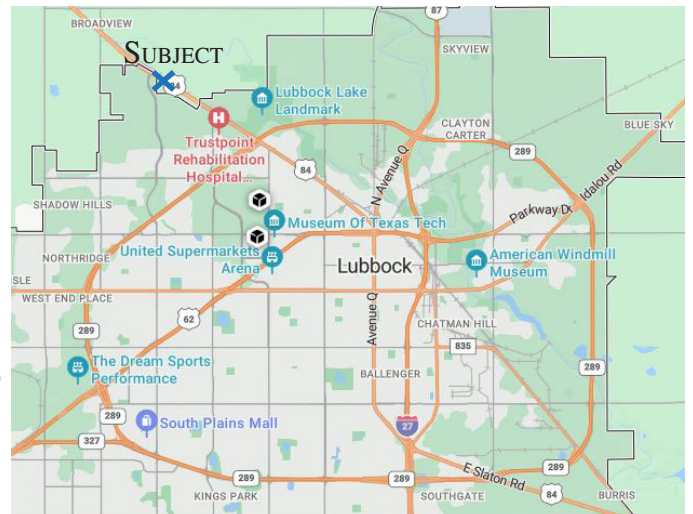 BROADVIEW
84
87
SKYVIEW
SUBJECT
84
Lubbock Lake
Landmark
H
CLAYTON
CARTER
BLUE SKY
Trustpoint
Rehabilitation
Hospital...
289
84
N Avenue Q
Idalou Rd
SHADOW HILLS
Parkway Dr
Museum Of Texas Tech
United Supermarkets
Arena
American Windmill
Museum
NORTHRIDGE
Lubbock
SLE
WEST END PLACE
62
Avenue Q
CHATMAN HILL
289
835
289
The Dream Sports
Performance
BALLENGER
289
South Plains Mall
27
327
289
289
289
E Slaton Rd
KINGS PARK
SOUTHGATE
84
BURRIS